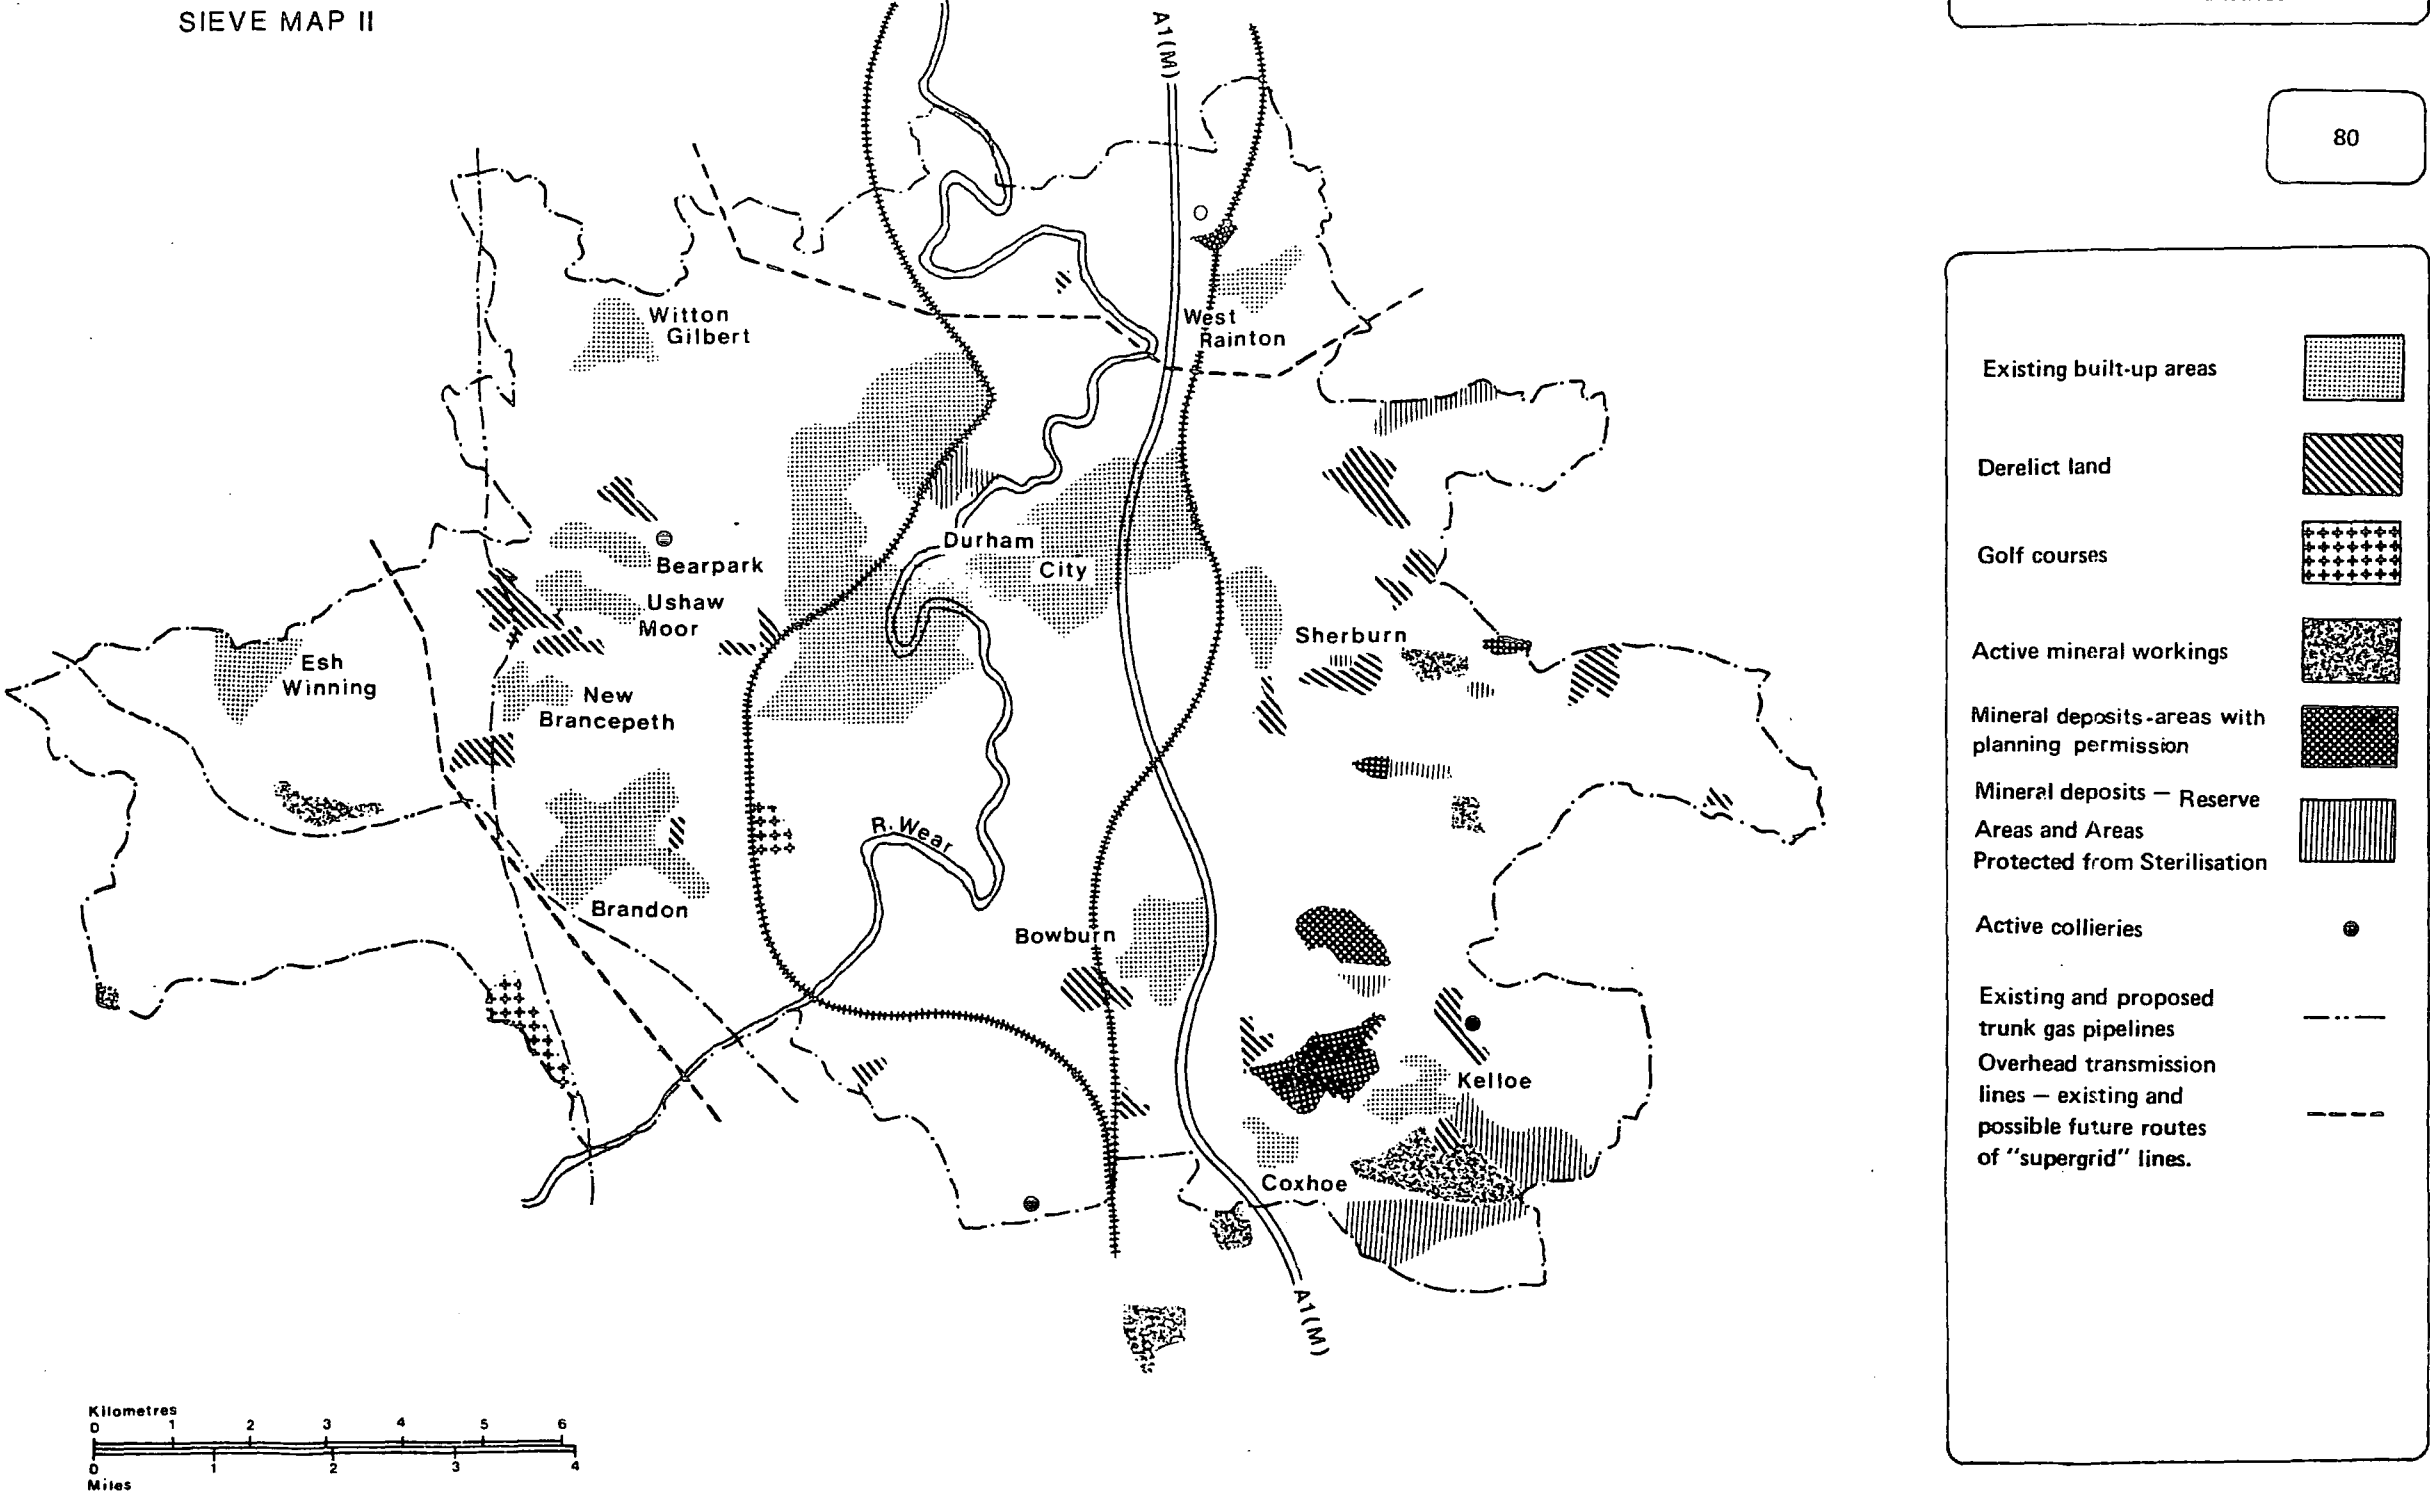 SIEVE MAP II
A1(M)
80
Witton
Gilbert
West
Rainton
Durham
City
Bearpark
Ushaw
Moor
Sherburn
Esh
Winning
New
Brancepeth
R. Wear
Brandon
Bowburn
Kelloe
Coxhoe
A1(M)
Existing built-up areas
Derelict land
Golf courses
Active mineral workings
Mineral deposits-areas with
planning permission
Mineral deposits — Reserve
Areas and Areas
Protected from Sterilisation
Active collieries
Existing and proposed
trunk gas pipelines
Overhead transmission
lines — existing and
possible future routes
of "supergrid" lines.
Kilometres
0 1 2 3 4 5 6
0 1 2 3 4
Miles